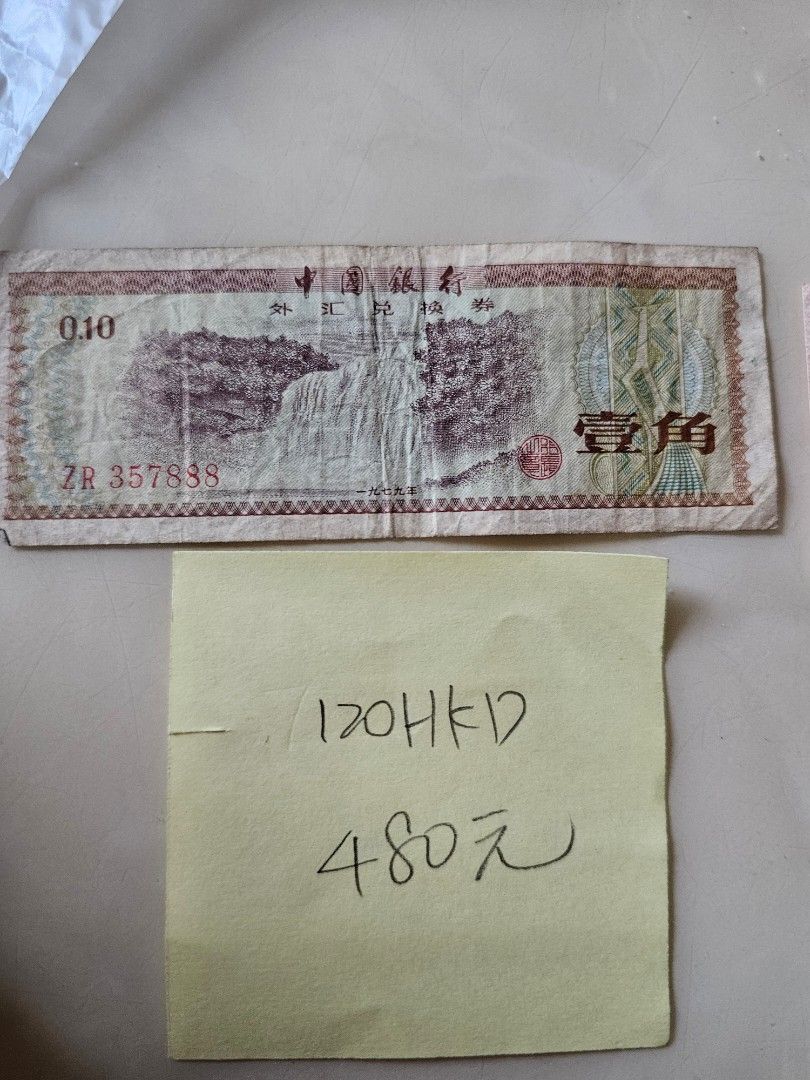 中國銀行
外汇兑换券
0.10
壹角
ZR 357888
一九七九年
120HKD
480元